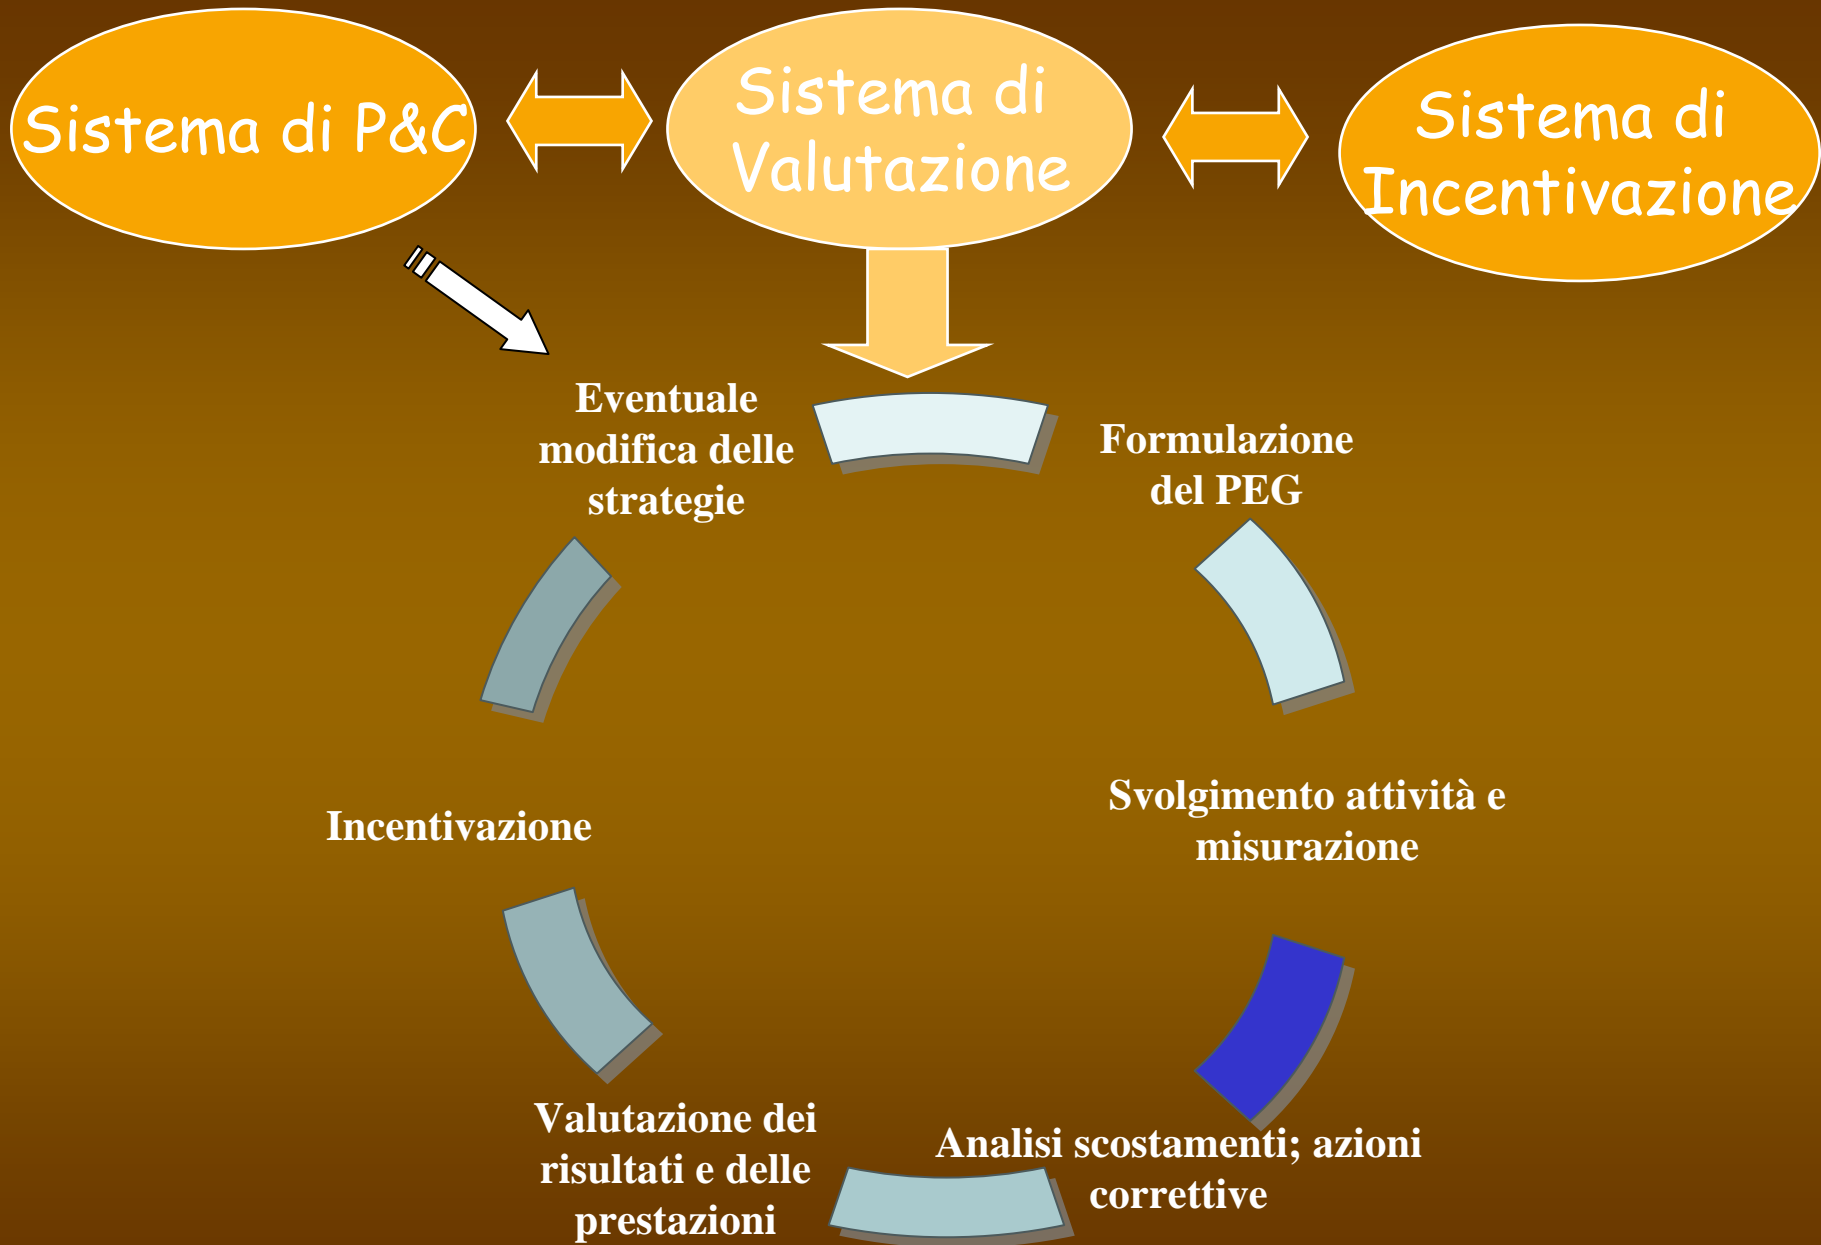 Sistema di P&C
Sistema di
Valutazione
Sistema di
Incentivazione
Eventuale
modifica delle
strategie
Formulazione
del PEG
Svolgimento attività e
misurazione
Analisi scostamenti; azioni
correttive
Valutazione dei
risultati e delle
prestazioni
Incentivazione